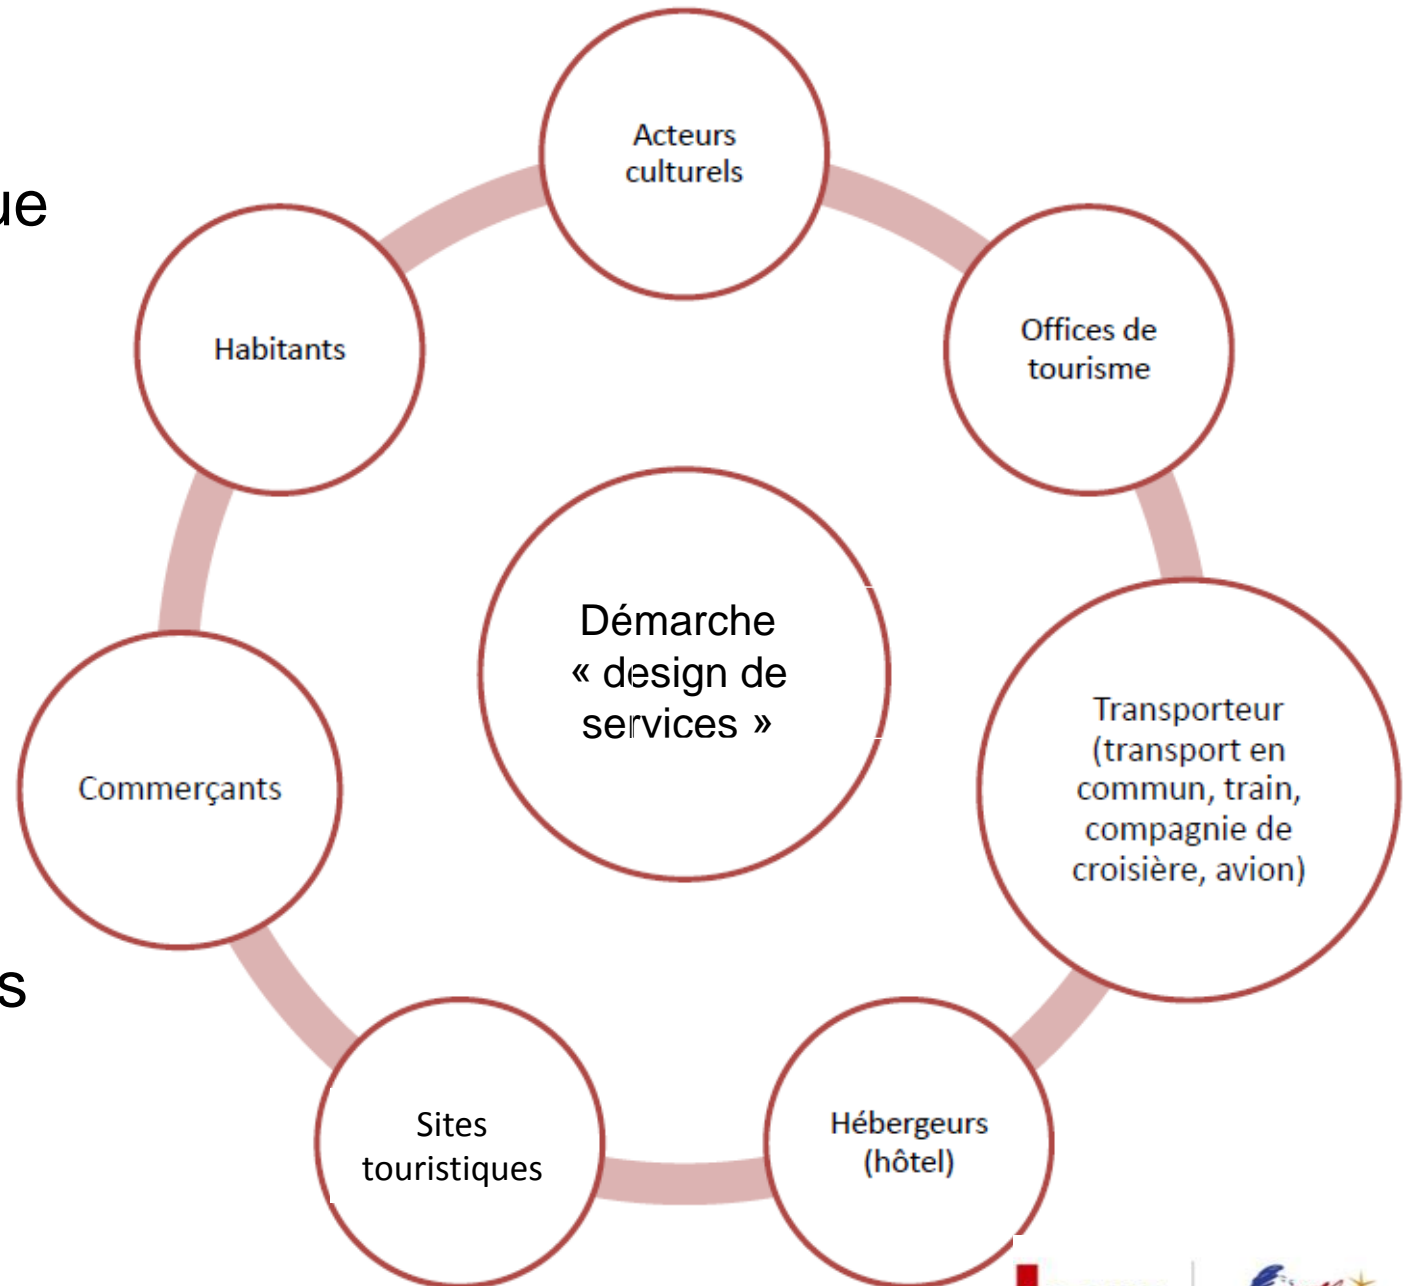 Acteurs
culturels
ue
Habitants
Offices de
tourisme
Démarche
« design de
services »
Transporteur
(transport en
commun, train,
compagnie de
croisière, avion)
Commerçants
s
Sites
touristiques
Hébergeurs
(hôtel)